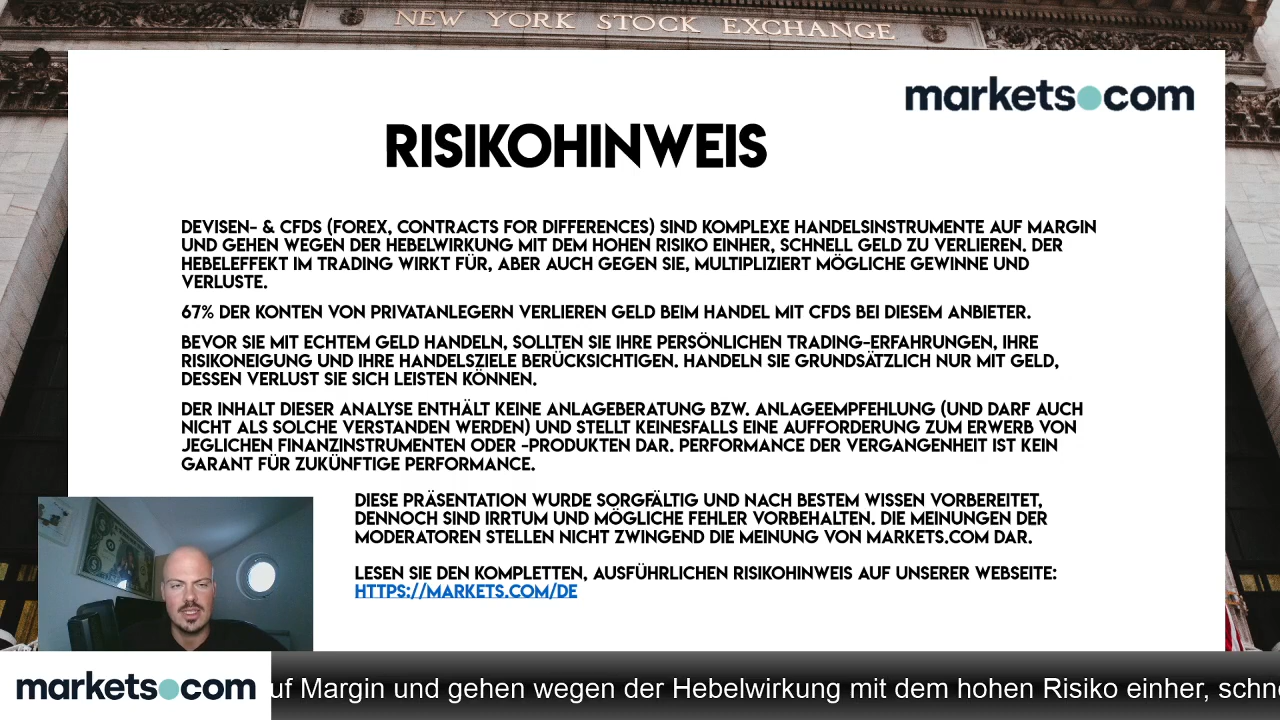 NEW YORK STOCK EXCHANGE
markets.com
RISIKOHINWEIS
DEVISEN- & CFDS (FOREX, CONTRACTS FOR DIFFERENCES) SIND KOMPLEXE HANDELSINSTRUMENTE AUF MARGIN
UND GEHEN WEGEN DER HEBELWIRKUNG MIT DEM HOHEN RISIKO EINHER, SCHNELL GELD ZU VERLIEREN. DER
HEBELEFFEKT IM TRADING WIRKT FÜR, ABER AUCH GEGEN SIE, MULTIPLIZIERT MÖGLICHE GEWINNE UND
VERLUSTE.
67% DER KONTEN VON PRIVATANLEGERN VERLIEREN GELD BEIM HANDEL MIT CFDS BEI DIESEM ANBIETER.
BEVOR SIE MIT ECHTEM GELD HANDELN, SOLLTEN SIE IHRE PERSÖNLICHEN TRADING-ERFAHRUNGEN, IHRE
RISIKONEIGUNG UND IHRE HANDELSZIELE BERÜCKSICHTIGEN. HANDELN SIE GRUNDSÄTZLICH NUR MIT GELD,
DESSEN VERLUST SIE SICH LEISTEN KÖNNEN.
DER INHALT DIESER ANALYSE ENTHÄLT KEINE ANLAGEBERATUNG BZW. ANLAGEEMPFEHLUNG (UND DARF AUCH
NICHT ALS SOLCHE VERSTANDEN WERDEN) UND STELLT KEINESFALLS EINE AUFFORDERUNG ZUM ERWERB VON
JEGLICHEN FINANZINSTRUMENTEN ODER -PRODUKTEN DAR. PERFORMANCE DER VERGANGENHEIT IST KEIN
GARANT FÜR ZUKÜNFTIGE PERFORMANCE.
DIESE PRÄSENTATION WURDE SORGFÄLTIG UND NACH BESTEM WISSEN VORBEREITET,
DENNOCH SIND IRRTUM UND MÖGLICHE FEHLER VORBEHALTEN. DIE MEINUNGEN DER
MODERATOREN STELLEN NICHT ZWINGEND DIE MEINUNG VON MARKETS.COM DAR.
LESEN SIE DEN KOMPLETTEN, AUSFÜHRLICHEN RISIKOHINWEIS AUF UNSERER WEBSEITE:
HTTPS://MARKETS.COM/DE
markets.com
uf Margin und gehen wegen der Hebelwirkung mit dem hohen Risiko einher, schne